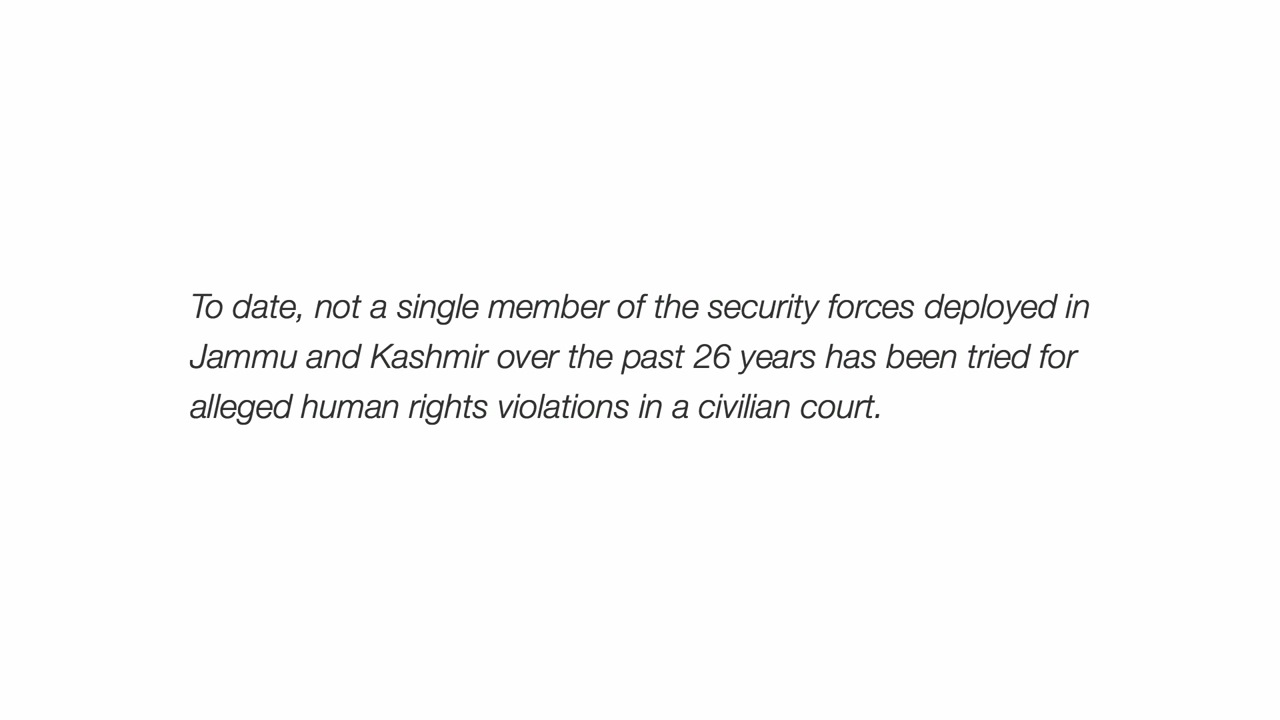 To date, not a single member of the security forces deployed in
Jammu and Kashmir over the past 26 years has been tried for
alleged human rights violations in a civilian court.